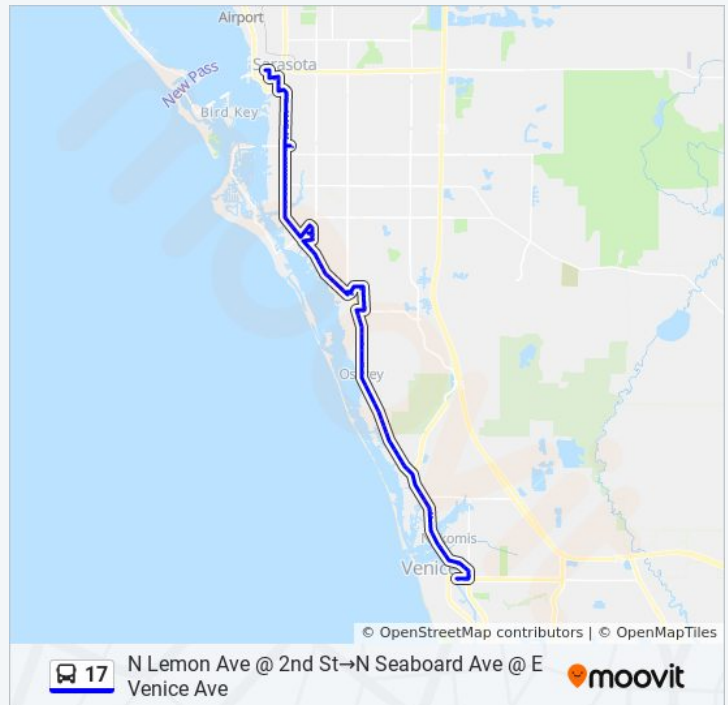 Airport
Sarasota
New Pass
Bird Key
Osprey
Nokomis
Venice
© OpenStreetMap contributors | © OpenMapTiles
17
N Lemon Ave @ 2nd St→N Seaboard Ave @ E
Venice Ave
moovit